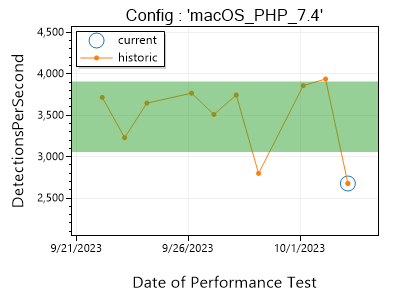 Config : 'macOS_PHP_7.4'
current
historic
DetectionsPerSecond
4,500
4,000
3,500
3,000
2,500
9/21/2023
9/26/2023
10/1/2023
Date of Performance Test